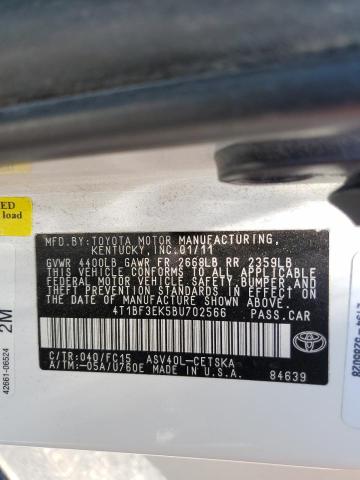 MFD.BY:TOYOTA MOTOR MANUFACTURING,
KENTUCKY, INC. 01/11
GVWR 4400LB GAWR FR 2668LB RR 2359LB
THIS VEHICLE CONFORMS TO ALL APPLICABLE
FEDERAL MOTOR VEHICLE SAFETY, BUMPER, AND
THEFT PREVENTION STANDARDS IN EFFECT ON
THE DATE OF MANUFACTURE SHOWN ABOVE.
4T1BF3EK5BU702566 PASS.CAR
C/TR:040/FC15 ASV40L-CETSKA
A/TM:-05A/U760E MADE IN U.S.A.
84639
TOYOTA
ED
load
2M
42661-06524